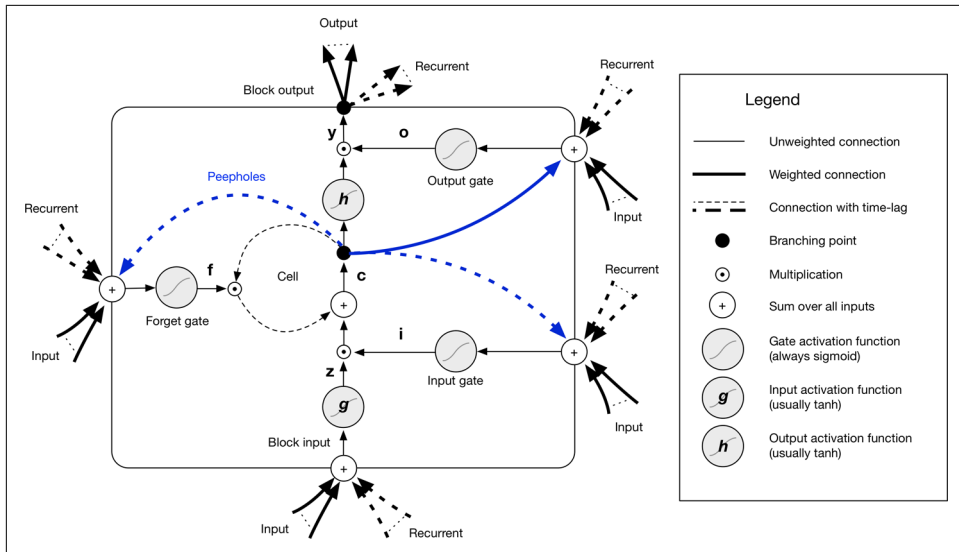 Output
Recurrent
Block output
Recurrent
y
o
Output gate
Input
h
Peepholes
Recurrent
f
Cell
c
Recurrent
Forget gate
Input
i
Input gate
z
Input
g
Block input
Input
Recurrent
Legend
Unweighted connection
Weighted connection
Connection with time-lag
Branching point
Multiplication
+
Sum over all inputs
Gate activation function
(always sigmoid)
g
Input activation function
(usually tanh)
h
Output activation function
(usually tanh)